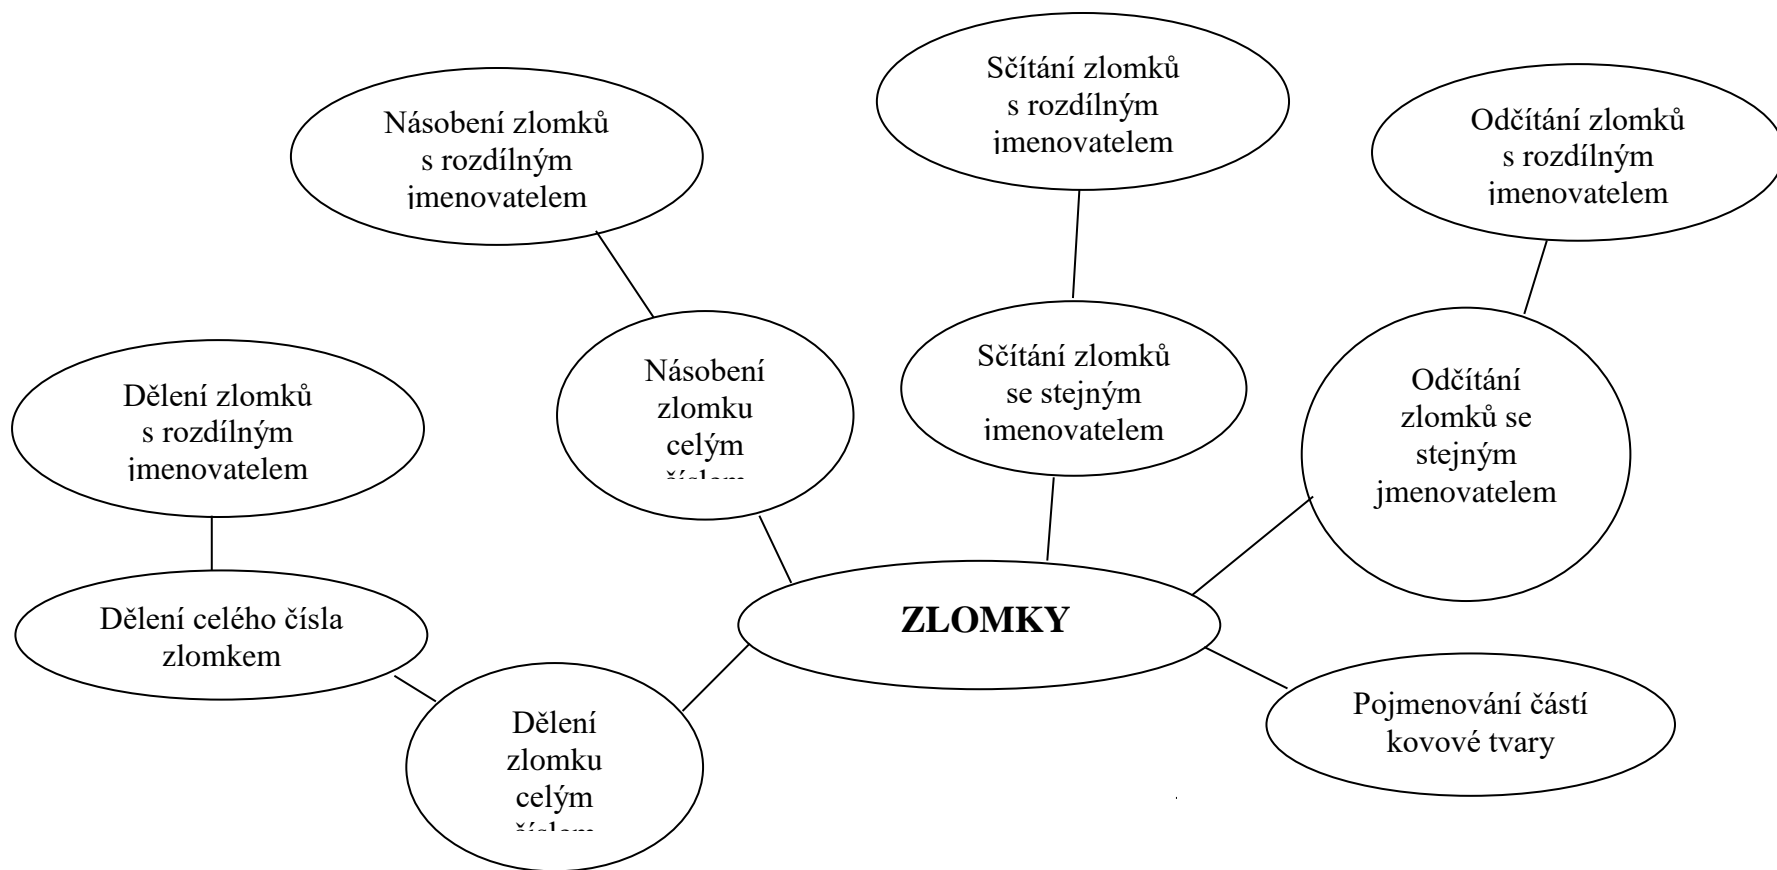 Sčítání zlomků
s rozdílným
jmenovatelem
Násobení zlomků
s rozdílným
jmenovatelem
Odčítání zlomků
s rozdílným
jmenovatelem
Sčítání zlomků
se stejným
jmenovatelem
Násobení
zlomku
celým
Odčítání
zlomků se
stejným
jmenovatelem
Dělení zlomků
s rozdílným
jmenovatelem
Dělení celého čísla
zlomkem
ZLOMKY
Pojmenování částí
kovové tvary
Dělení
zlomku
celým